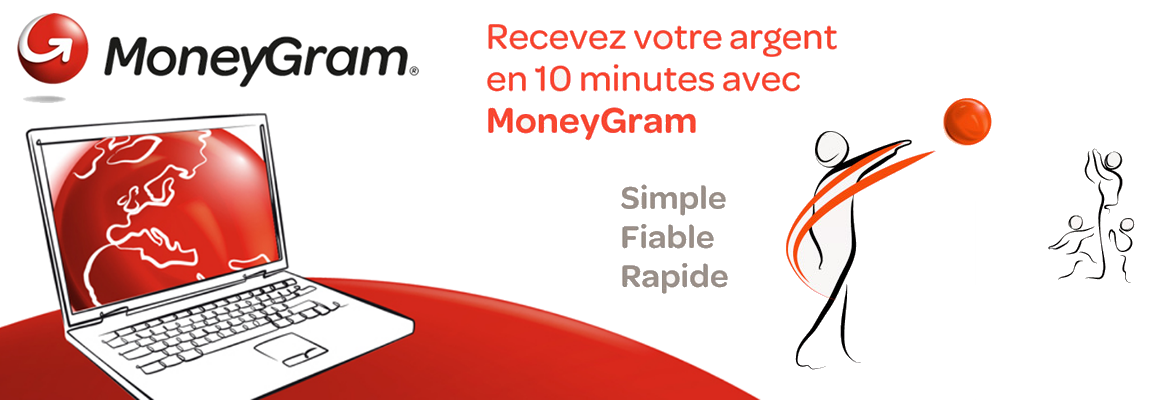 MoneyGram®
Recevez votre argent
en 10 minutes avec
MoneyGram
Simple
Fiable
Rapide